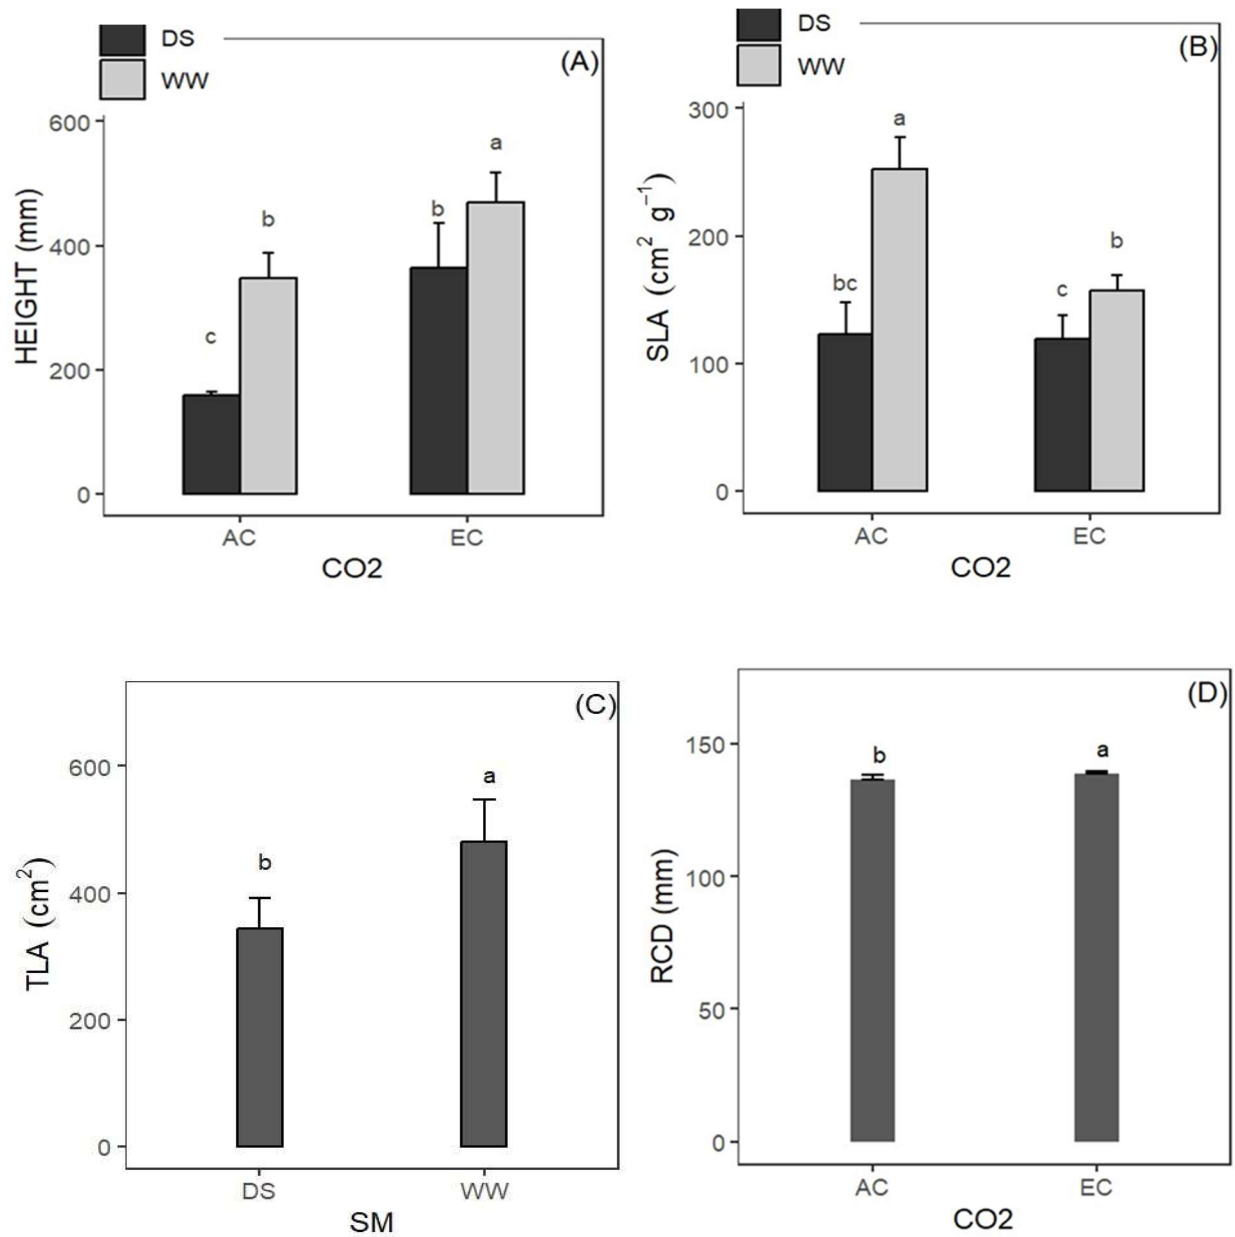 DS
WW
(A)
HEIGHT (mm)
600
400
200
0
c
b
b
a
AC
EC
CO2
DS
WW
(B)
SLA (cm² g⁻¹)
300
200
100
0
bc
a
c
b
AC
EC
CO2
(C)
TLA (cm²)
600
400
200
0
b
a
DS
WW
SM
(D)
RCD (mm)
150
100
50
0
b
a
AC
EC
CO2